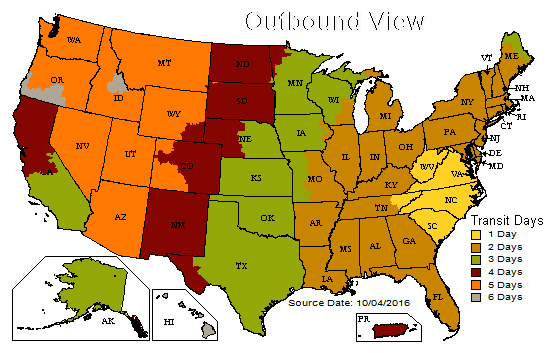 Outbound View
WA
MT
ND
MN
ME
VT
OR
ID
SD
WI
NY
NH
MA
WY
MI
RI
CT
IA
PA
NJ
NE
OH
DE
NV
UT
IL
IN
MD
CA
CO
WV
VA
KS
MO
KY
NC
TN
AZ
OK
AR
SC
NM
MS
AL
GA
TX
LA
FL
Transit Days
1 Day
2 Days
3 Days
4 Days
5 Days
6 Days
Source Date: 10/04/2016
AK
HI
PR